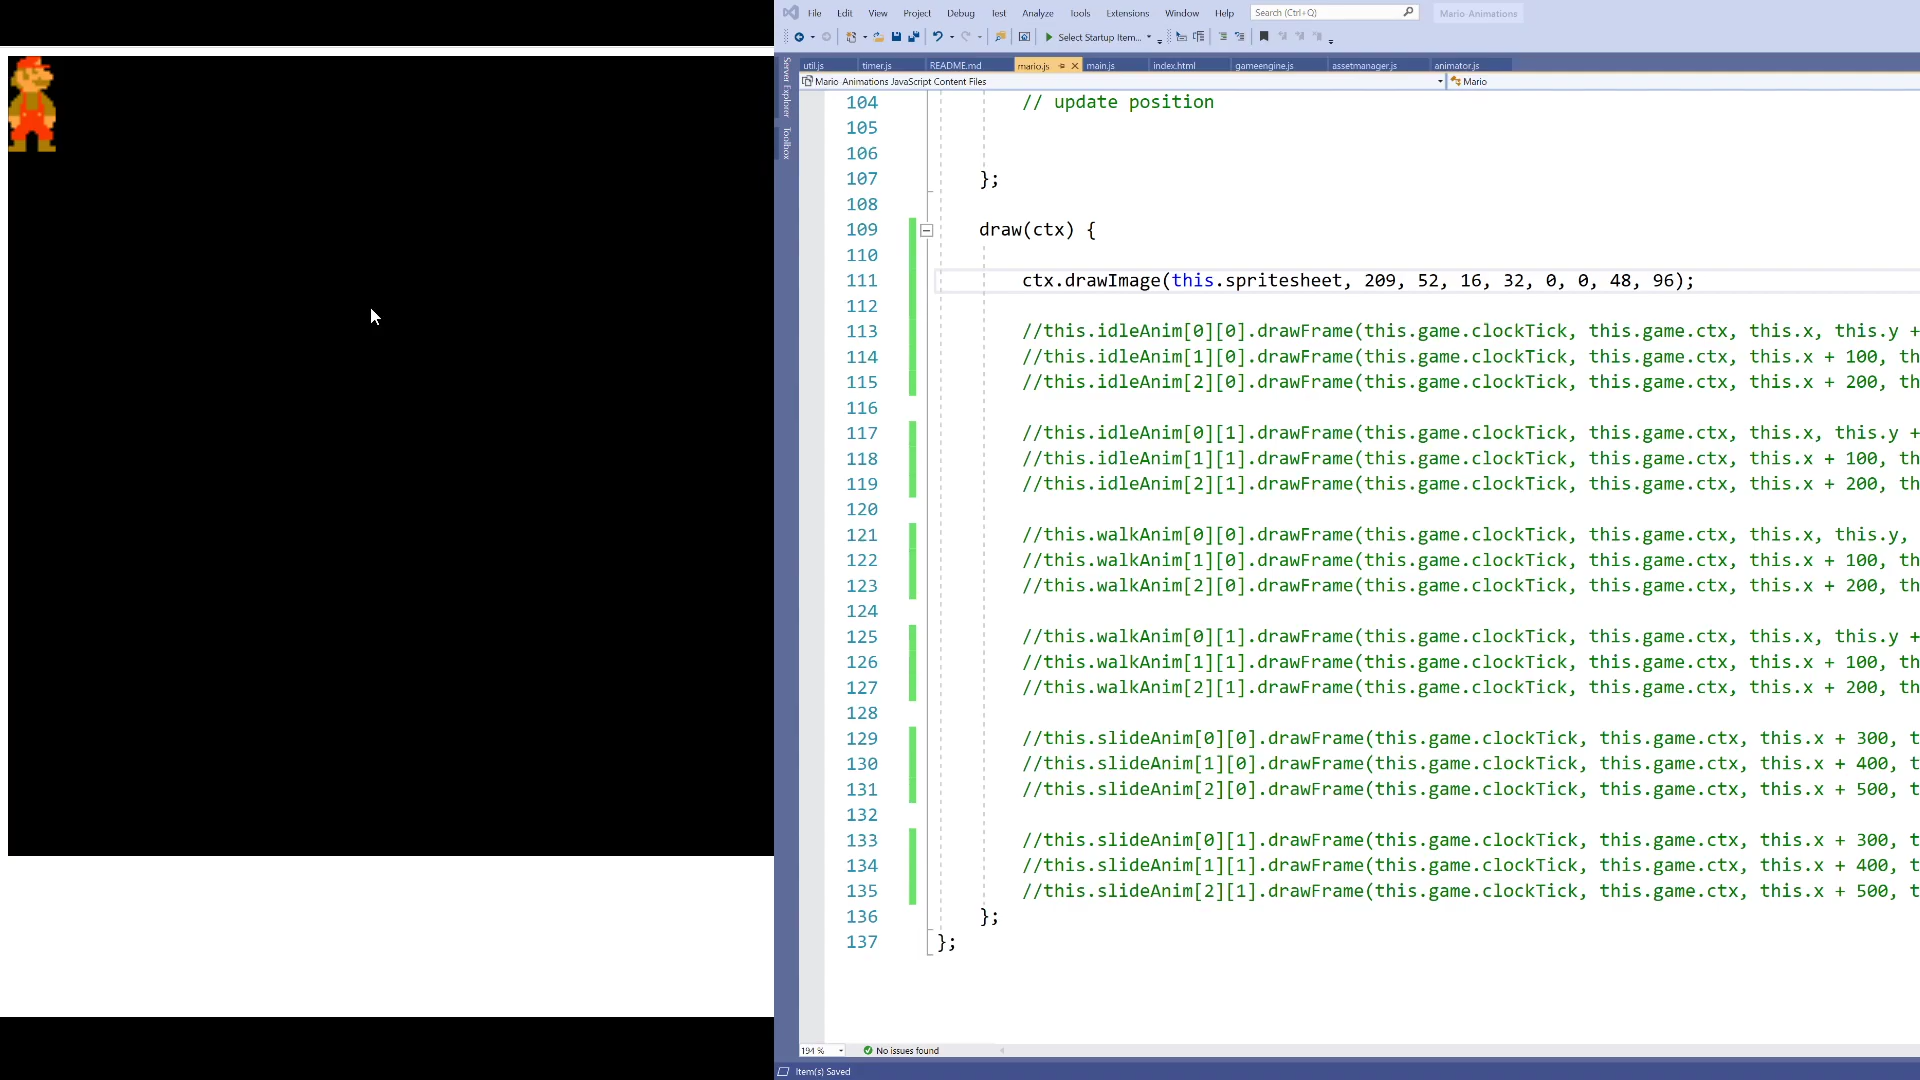 File Edit View Project Debug Test Analyze Tools Extensions Window Help Search (Ctrl+Q) Mario-Animations
Select Startup Item...
util.js timer.js README.md mario.js main.js index.html gameengine.js assetmanager.js animator.js
Server Explorer
Toolbox
Mario-Animations JavaScript Content Files Mario
104 // update position
105
106
107 };
108
109 draw(ctx) {
110
111 ctx.drawImage(this.spritesheet, 209, 52, 16, 32, 0, 0, 48, 96);
112
113 //this.idleAnim[0][0].drawFrame(this.game.clockTick, this.game.ctx, this.x, this.y +
114 //this.idleAnim[1][0].drawFrame(this.game.clockTick, this.game.ctx, this.x + 100, th
115 //this.idleAnim[2][0].drawFrame(this.game.clockTick, this.game.ctx, this.x + 200, th
116
117 //this.idleAnim[0][1].drawFrame(this.game.clockTick, this.game.ctx, this.x, this.y +
118 //this.idleAnim[1][1].drawFrame(this.game.clockTick, this.game.ctx, this.x + 100, th
119 //this.idleAnim[2][1].drawFrame(this.game.clockTick, this.game.ctx, this.x + 200, th
120
121 //this.walkAnim[0][0].drawFrame(this.game.clockTick, this.game.ctx, this.x, this.y,
122 //this.walkAnim[1][0].drawFrame(this.game.clockTick, this.game.ctx, this.x + 100, th
123 //this.walkAnim[2][0].drawFrame(this.game.clockTick, this.game.ctx, this.x + 200, th
124
125 //this.walkAnim[0][1].drawFrame(this.game.clockTick, this.game.ctx, this.x, this.y +
126 //this.walkAnim[1][1].drawFrame(this.game.clockTick, this.game.ctx, this.x + 100, th
127 //this.walkAnim[2][1].drawFrame(this.game.clockTick, this.game.ctx, this.x + 200, th
128
129 //this.slideAnim[0][0].drawFrame(this.game.clockTick, this.game.ctx, this.x + 300, t
130 //this.slideAnim[1][0].drawFrame(this.game.clockTick, this.game.ctx, this.x + 400, t
131 //this.slideAnim[2][0].drawFrame(this.game.clockTick, this.game.ctx, this.x + 500, t
132
133 //this.slideAnim[0][1].drawFrame(this.game.clockTick, this.game.ctx, this.x + 300, t
134 //this.slideAnim[1][1].drawFrame(this.game.clockTick, this.game.ctx, this.x + 400, t
135 //this.slideAnim[2][1].drawFrame(this.game.clockTick, this.game.ctx, this.x + 500, t
136 };
137 };
194 % No issues found
Item(s) Saved